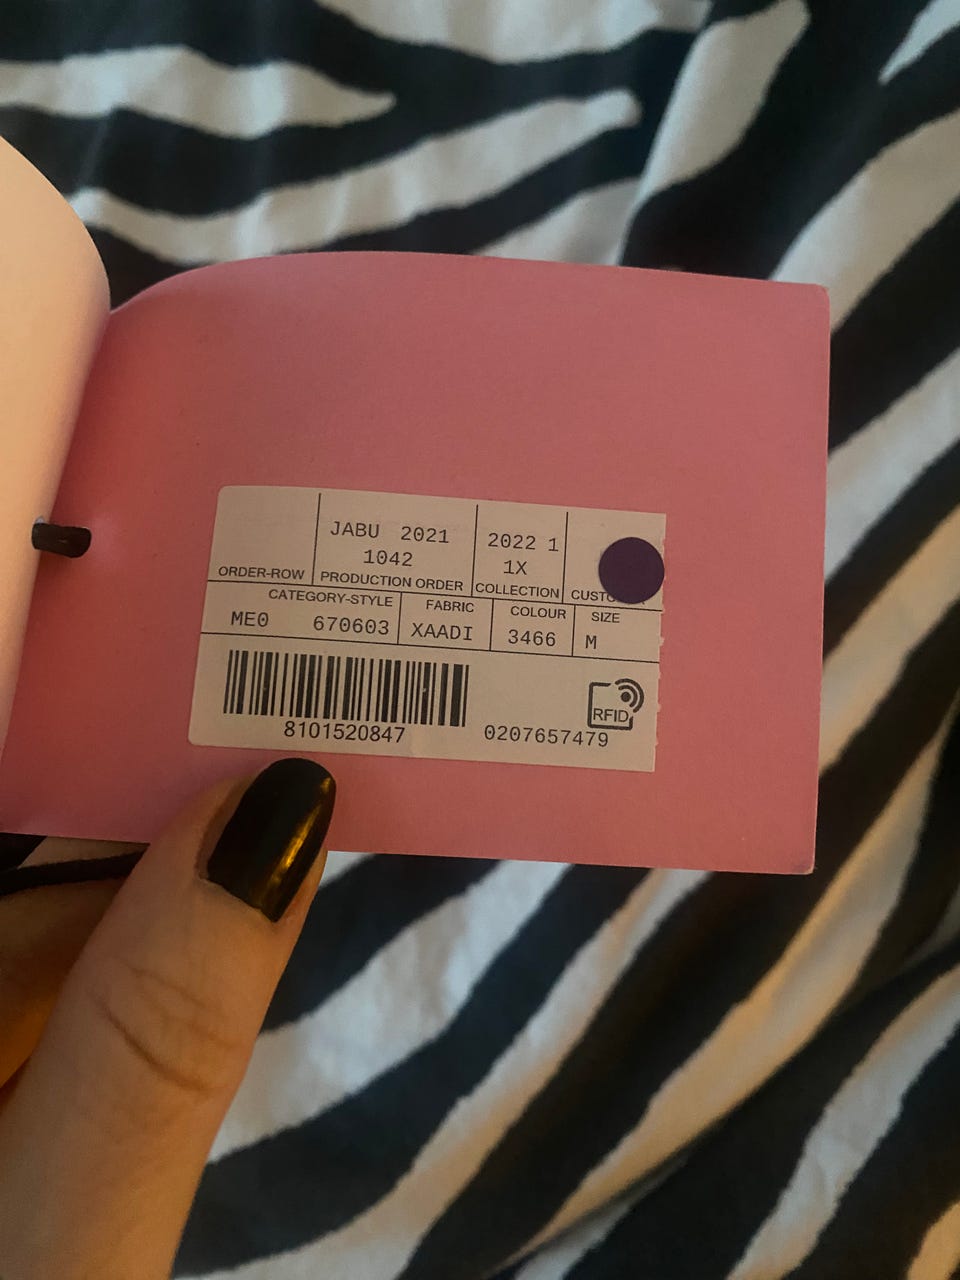 JABU 2021
1042
2022 1
1X
ORDER-ROW PRODUCTION ORDER COLLECTION
CATEGORY-STYLE FABRIC COLOUR SIZE
ME0 670603 XAADI 3466 M
RFID
8101520847 0207657479